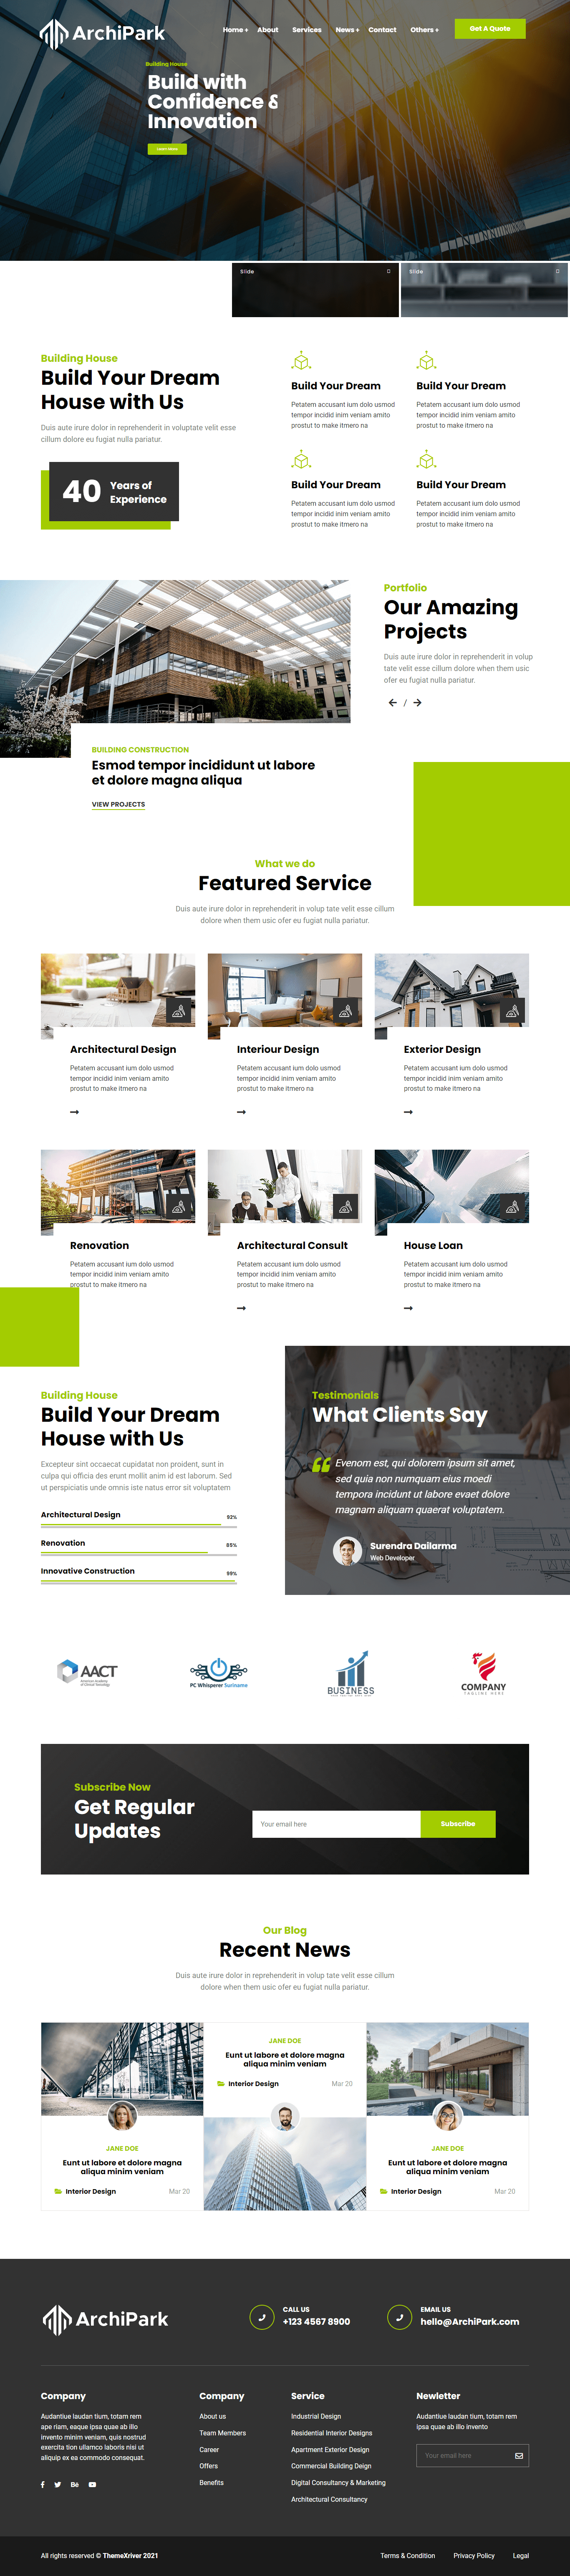 ArchiPark
Home + About Services News + Contact Others + Get A Quote
Building House
Build with
Confidence &
Innovation
Learn More
Slide
Slide
Building House
Build Your Dream
House with Us
Duis aute irure dolor in reprehenderit in voluptate velit esse
cillum dolore eu fugiat nulla pariatur.
40 Years of
Experience
Build Your Dream
Petatem accusant ium dolo usmod
tempor incidid inim veniam amito
prostut to make itmero na
Build Your Dream
Petatem accusant ium dolo usmod
tempor incidid inim veniam amito
prostut to make itmero na
Build Your Dream
Petatem accusant ium dolo usmod
tempor incidid inim veniam amito
prostut to make itmero na
Build Your Dream
Petatem accusant ium dolo usmod
tempor incidid inim veniam amito
prostut to make itmero na
Portfolio
Our Amazing
Projects
Duis aute irure dolor in reprehenderit in volup
tate velit esse cillum dolore when them usic
ofer eu fugiat nulla pariatur.
/
BUILDING CONSTRUCTION
Esmod tempor incididunt ut labore
et dolore magna aliqua
VIEW PROJECTS
What we do
Featured Service
Duis aute irure dolor in reprehenderit in volup tate velit esse cillum
dolore when them usic ofer eu fugiat nulla pariatur.
Architectural Design
Petatem accusant ium dolo usmod
tempor incidid inim veniam amito
prostut to make itmero na
Interiour Design
Petatem accusant ium dolo usmod
tempor incidid inim veniam amito
prostut to make itmero na
Exterior Design
Petatem accusant ium dolo usmod
tempor incidid inim veniam amito
prostut to make itmero na
Renovation
Petatem accusant ium dolo usmod
tempor incidid inim veniam amito
prostut to make itmero na
Architectural Consult
Petatem accusant ium dolo usmod
tempor incidid inim veniam amito
prostut to make itmero na
House Loan
Petatem accusant ium dolo usmod
tempor incidid inim veniam amito
prostut to make itmero na
Building House
Build Your Dream
House with Us
Excepteur sint occaecat cupidatat non proident, sunt in
culpa qui officia des erunt mollit anim id est laborum. Sed
ut perspiciatis unde omnis iste natus error sit voluptatem
Architectural Design 92%
Renovation 85%
Innovative Construction 99%
Testimonials
What Clients Say
Evenom est, qui dolorem ipsum sit amet,
sed quia non numquam eius modi
tempora incidunt ut labore evaet dolore
magnam aliquam quaerat voluptatem.
Surendra Dailarma
Web Developer
AACT
American Academy
of Clinical Toxicology
PC Whisperer Suriname
BUSINESS
COMPANY
TAGLINE HERE
Subscribe Now
Get Regular
Updates
Your email here
Subscribe
Our Blog
Recent News
Duis aute irure dolor in reprehenderit in volup tate velit esse cillum
dolore when them usic ofer eu fugiat nulla pariatur.
JANE DOE
Eunt ut labore et dolore magna
aliqua minim veniam
Interior Design Mar 20
JANE DOE
Eunt ut labore et dolore magna
aliqua minim veniam
Interior Design Mar 20
JANE DOE
Eunt ut labore et dolore magna
aliqua minim veniam
Interior Design Mar 20
ArchiPark
CALL US
+123 4567 8900
EMAIL US
hello@ArchiPark.com
Company
Audantiue laudan tium, totam rem
ape riam, eaque ipsa quae ab illo
invento minim veniam, quis nostrud
exercita tion ullamco laboris nisi ut
aliquip ex ea commodo consequat.
Bē
Company
About us
Team Members
Career
Offers
Benefits
Service
Industrial Design
Residential Interior Designs
Apartment Exterior Design
Commercial Building Deign
Digital Consultancy & Marketing
Architectural Consultancy
Newletter
Audantiue laudan tium, totam rem
ipsa quae ab illo invento
Your email here
All rights reserved © ThemeXriver 2021
Terms & Condition Privacy Policy Legal